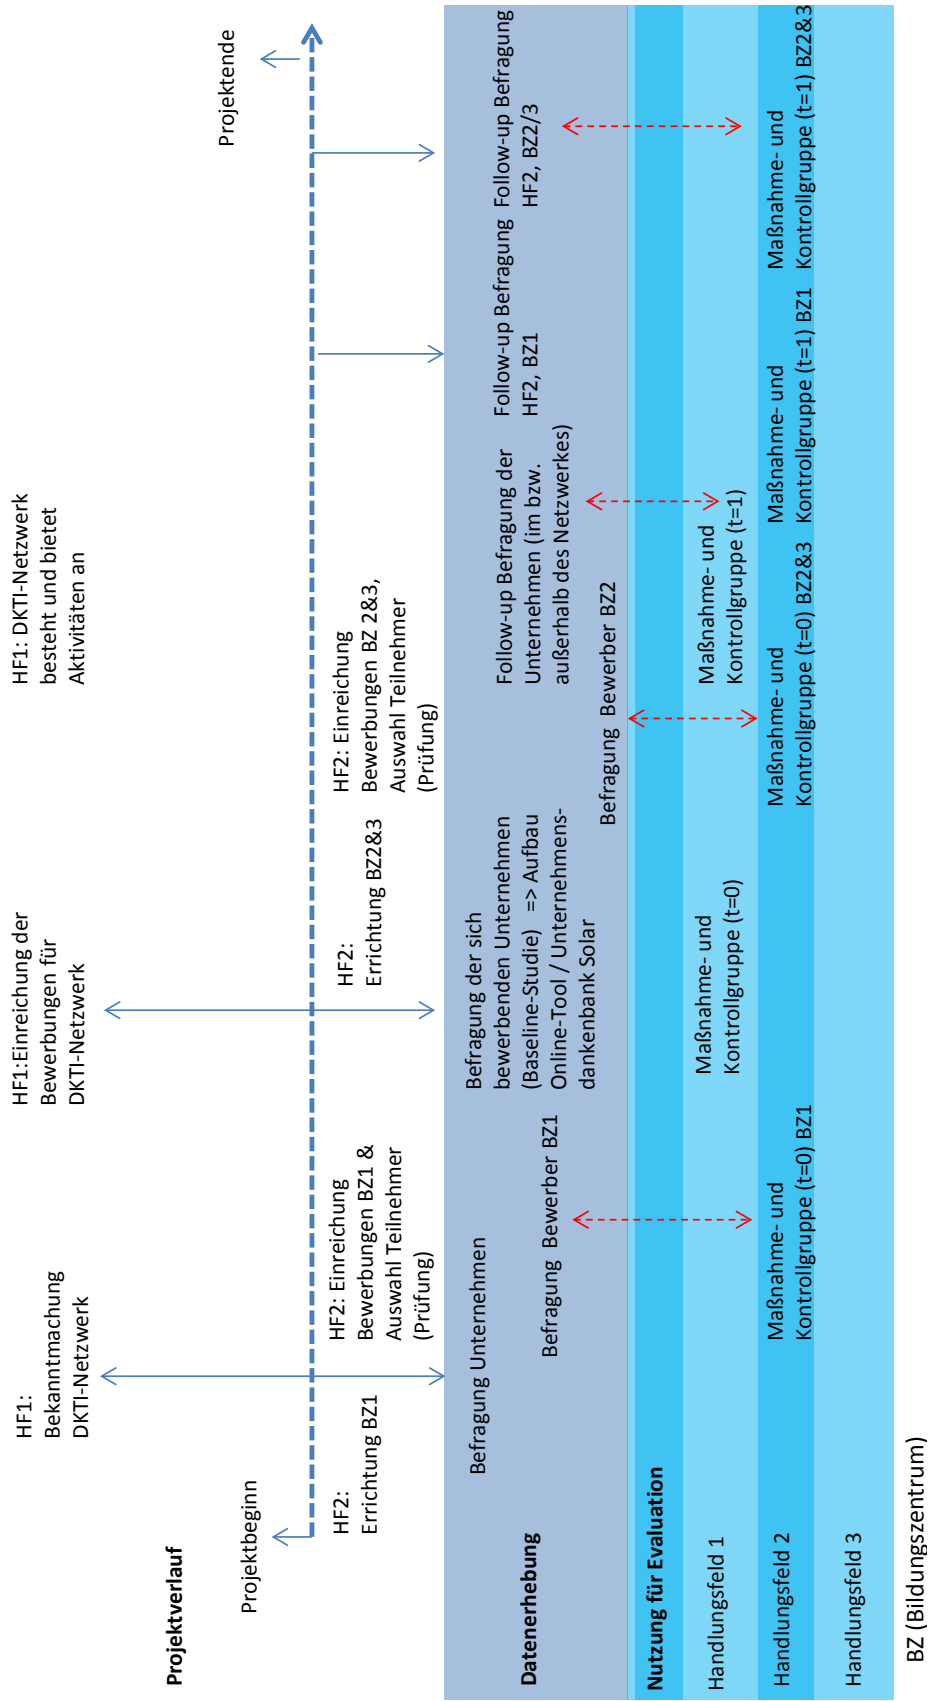 HF1:
Bekanntmachung
DKTI-Netzwerk
HF1:Einreichung der
Bewerbungen für
DKTI-Netzwerk
HF1: DKTI-Netzwerk
besteht und bietet
Aktivitäten an
Projektverlauf
Projektbeginn
Projektende
HF2:
Errichtung BZ1
HF2: Einreichung
Bewerbungen BZ1 &
Auswahl Teilnehmer
(Prüfung)
HF2:
Errichtung BZ2&3
HF2: Einreichung
Bewerbungen BZ 2&3,
Auswahl Teilnehmer
(Prüfung)
Datenerhebung
Befragung Unternehmen
Befragung Bewerber BZ1
Befragung der sich
bewerbenden Unternehmen
(Baseline-Studie) => Aufbau
Online-Tool / Unternehmens-
dankenbank Solar
Befragung Bewerber BZ2
Follow-up Befragung der
Unternehmen (im bzw.
außerhalb des Netzwerkes)
Follow-up Befragung
HF2, BZ1
Follow-up Befragung
HF2, BZ2/3
Nutzung für Evaluation
Handlungsfeld 1
Maßnahme- und
Kontrollgruppe (t=0)
Maßnahme- und
Kontrollgruppe (t=1)
Handlungsfeld 2
Maßnahme- und
Kontrollgruppe (t=0) BZ1
Maßnahme- und
Kontrollgruppe (t=0) BZ2&3
Maßnahme- und
Kontrollgruppe (t=1) BZ1
Maßnahme- und
Kontrollgruppe (t=1) BZ2&3
Handlungsfeld 3
BZ (Bildungszentrum)